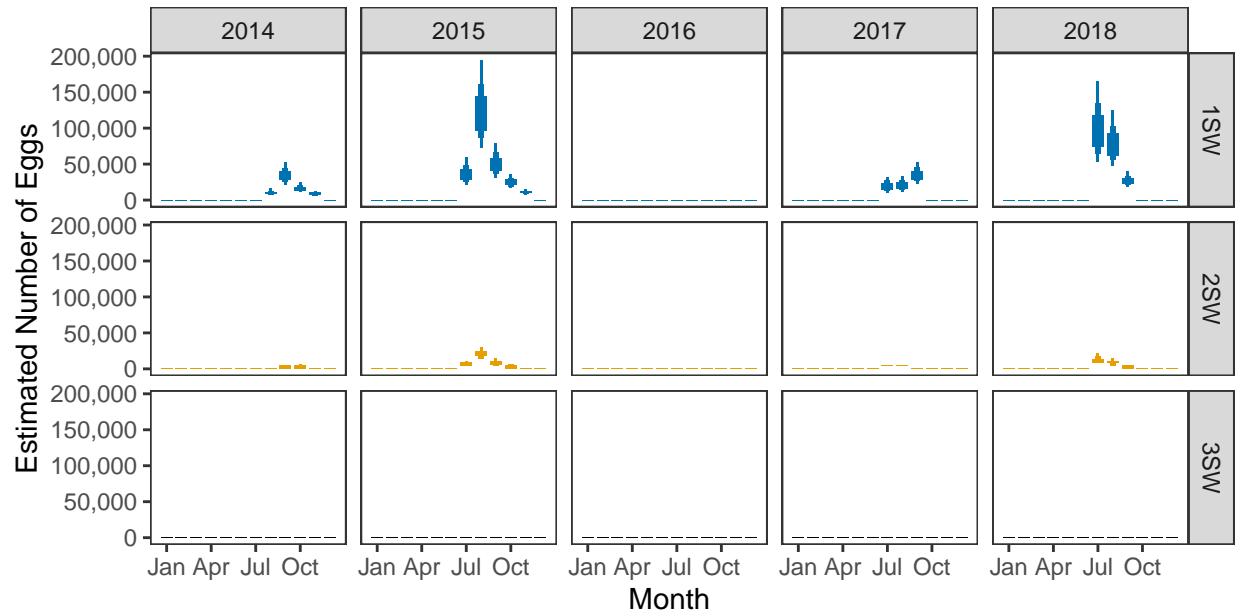 2014 2015 2016 2017 2018
Estimated Number of Eggs
200,000
150,000
100,000
50,000
0
1SW
200,000
150,000
100,000
50,000
0
2SW
200,000
150,000
100,000
50,000
0
3SW
Jan Apr Jul Oct Jan Apr Jul Oct Jan Apr Jul Oct Jan Apr Jul Oct Jan Apr Jul Oct
Month